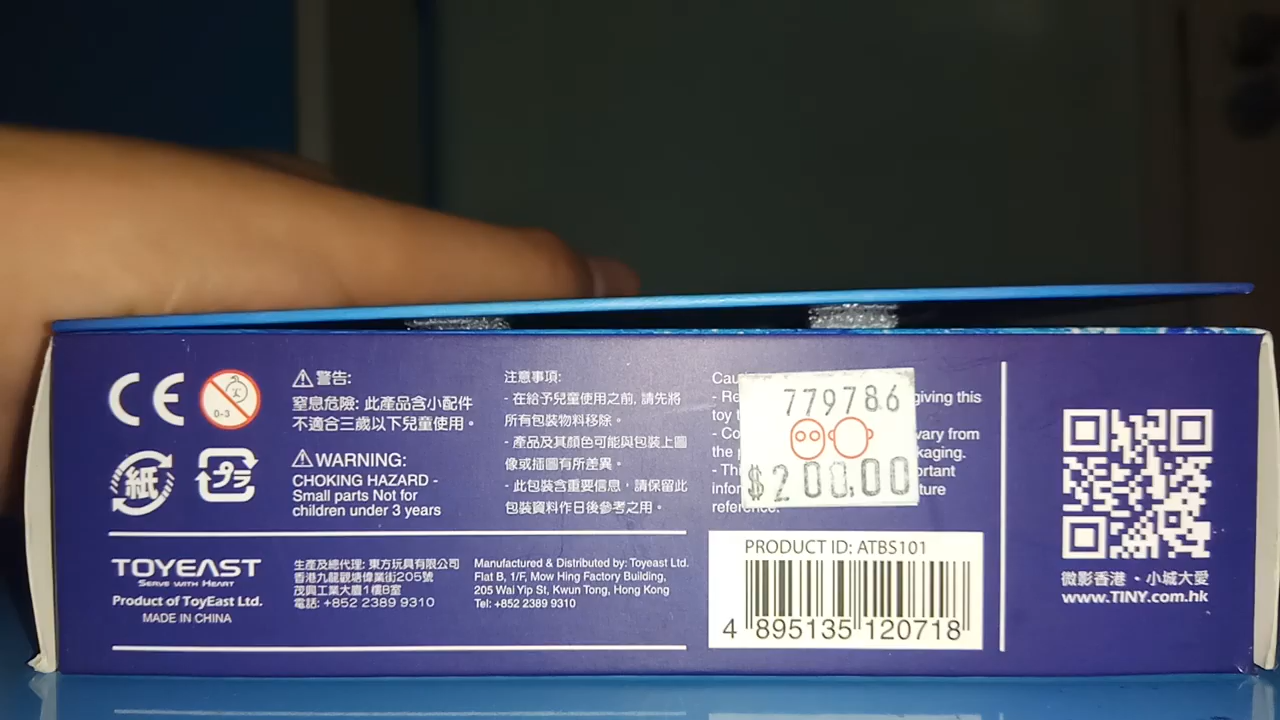 CE
0-3
紙
プラ
警告:
窒息危險: 此產品含小配件
不適合三歲以下兒童使用。
WARNING:
CHOKING HAZARD -
Small parts Not for
children under 3 years
注意事項:
- 在給予兒童使用之前, 請先將
所有包裝物料移除。
- 產品及其顏色可能與包裝上圖
像或插圖有所差異。
- 此包裝含重要信息，請保留此
包裝資料作日後參考之用。
giving this
toy
vary from
kaging.
reference.
779786
$200.00
TOYEAST
SERVE WITH HEART
Product of ToyEast Ltd.
MADE IN CHINA
生產及總代理: 東方玩具有限公司
香港九龍觀塘偉業街205號
茂興工業大廈1樓B室
電話: +852 2389 9310
Manufactured & Distributed by: Toyeast Ltd.
Flat B, 1/F, Mow Hing Factory Building,
205 Wai Yip St, Kwun Tong, Hong Kong
Tel: +852 2389 9310
PRODUCT ID: ATBS101
4 895135 120718
微影香港・小城大愛
www.TINY.com.hk